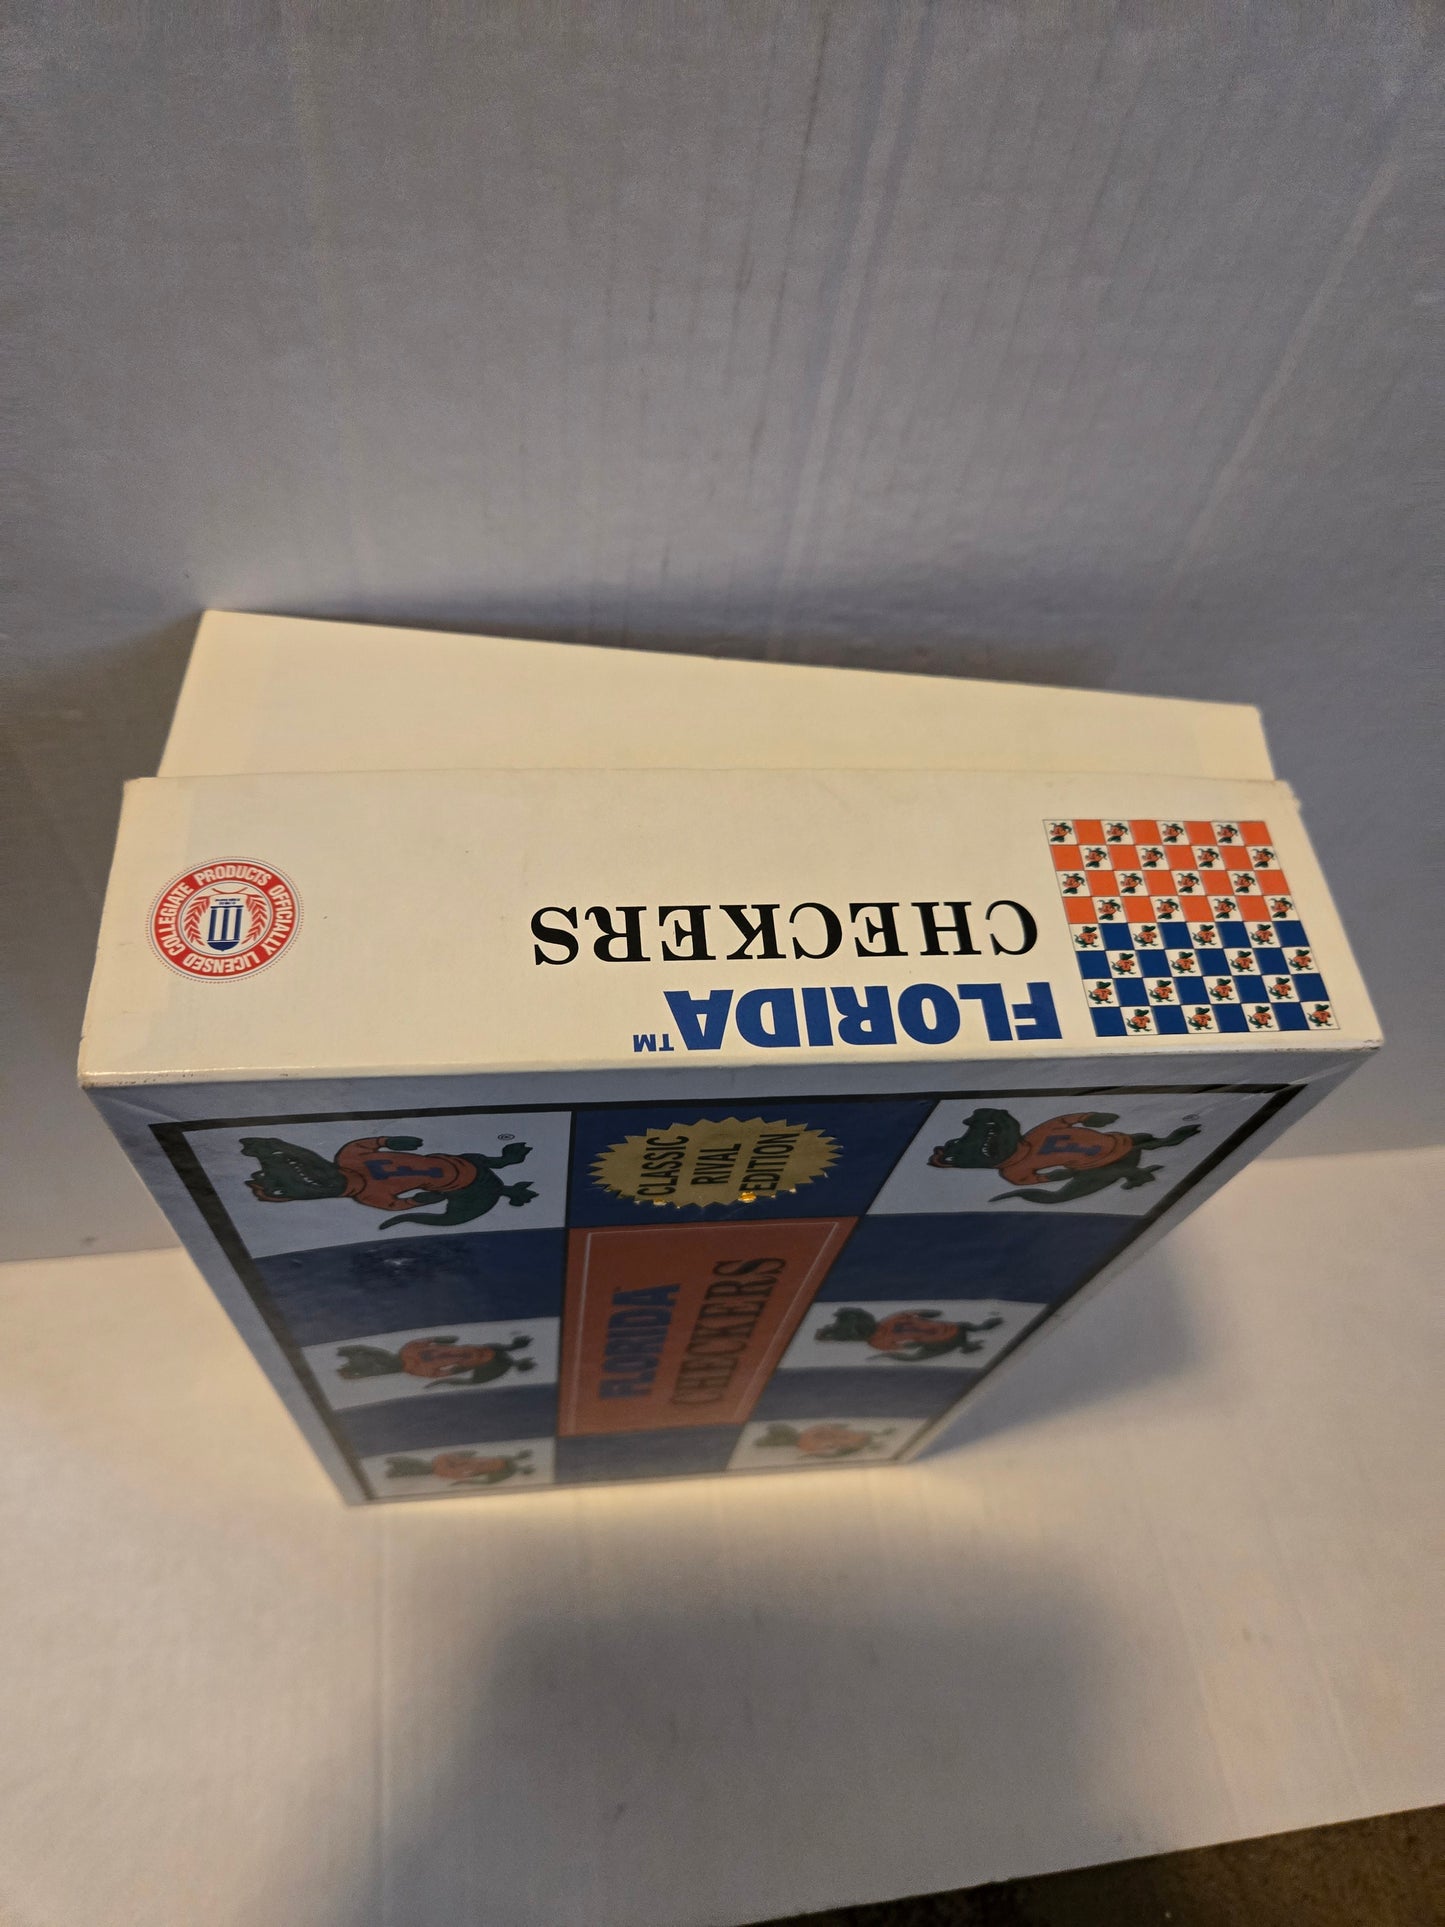 FLORIDA™
CHECKERS
OFFICIALLY LICENSED COLLEGIATE PRODUCTS
CLASSIC
RIVAL
EDITION
FLORIDA
CHECKERS
F
®
F
®
F
F